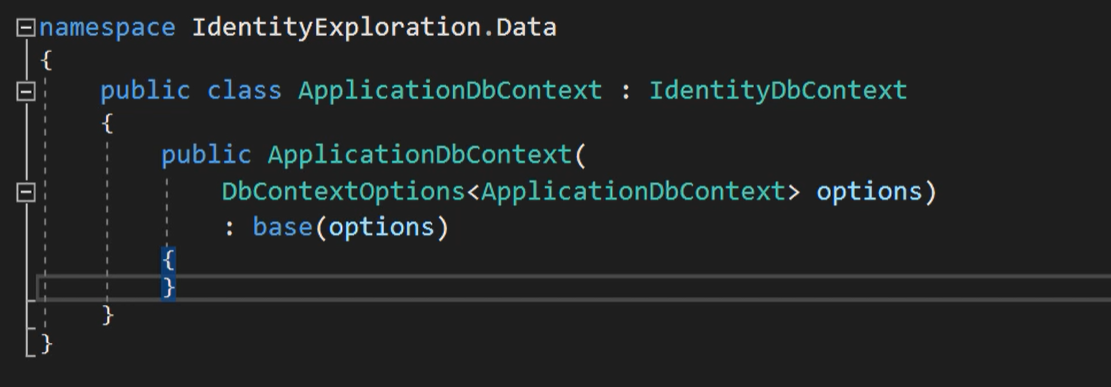 namespace IdentityExploration.Data
{
public class ApplicationDbContext : IdentityDbContext
{
public ApplicationDbContext(
DbContextOptions<ApplicationDbContext> options)
: base(options)
{
}
}
}